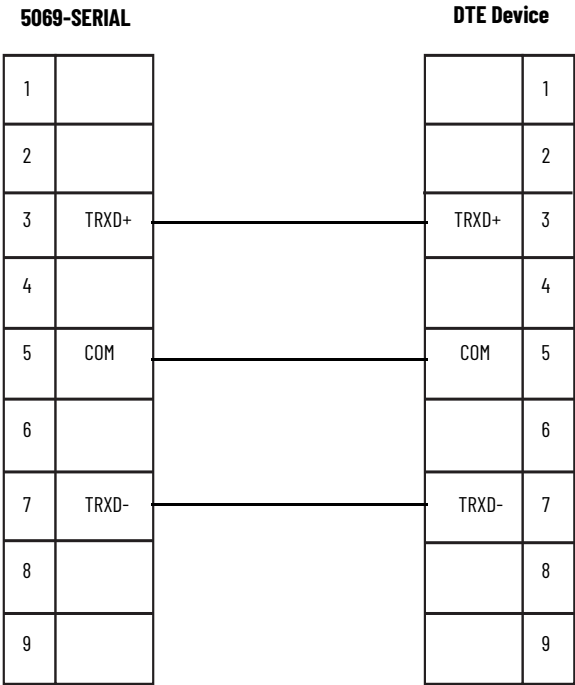 5069-SERIAL DTE Device
1 1
2 2
3 TRXD+ TRXD+ 3
4 4
5 COM COM 5
6 6
7 TRXD- TRXD- 7
8 8
9 9